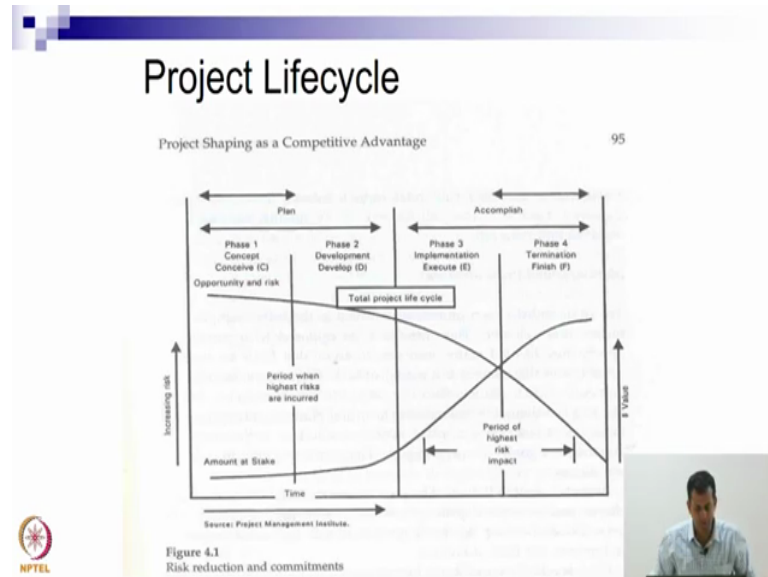 Project Lifecycle
Project Shaping as a Competitive Advantage 95
Plan
Accomplish
Phase 1
Concept
Conceive (C)
Phase 2
Development
Develop (D)
Phase 3
Implementation
Execute (E)
Phase 4
Termination
Finish (F)
Opportunity and risk
Total project life cycle
Increasing risk
Period when
highest risks
are incurred
$ Value
Period of
highest
risk
impact
Amount at Stake
Time
Source: Project Management Institute.
Figure 4.1
Risk reduction and commitments
NPTEL